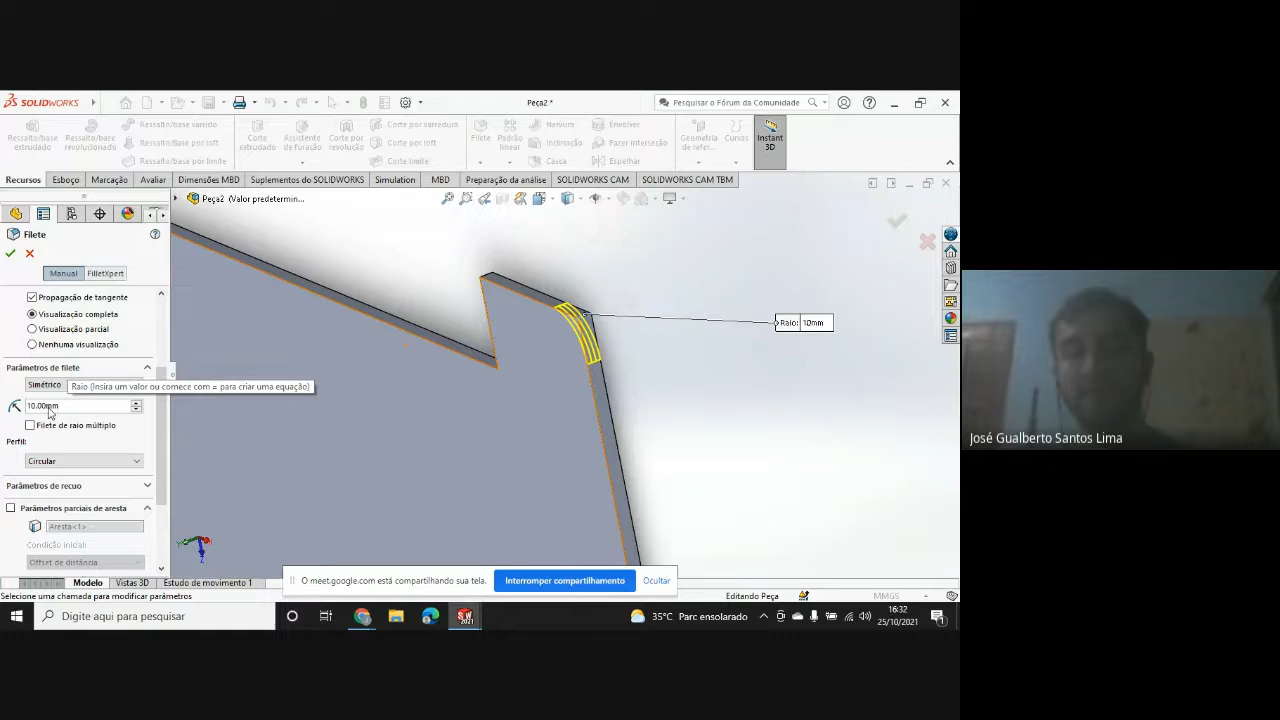 SOLIDWORKS
Peça2 *
Pesquisar o Fórum da Comunidade
Ressalto/base extrudado
Ressalto/base revolucionado
Ressalto/base varrido
Ressalto/base por loft
Ressalto/base por limite
Corte extrudado
Assistente de furação
Corte por revolução
Corte por varredura
Corte por loft
Corte limite
Filete
Padrão linear
Nervura
Inclinação
Casca
Envolver
Fazer interseção
Espelhar
Geometria de refer...
Curvas
Instant 3D
Recursos
Esboço
Marcação
Avaliar
Dimensões MBD
Suplementos do SOLIDWORKS
Simulation
MBD
Preparação da análise
SOLIDWORKS CAM
SOLIDWORKS CAM TBM
Peça2 (Valor predetermin...
Filete
Manual
FilletXpert
Propagação de tangente
Visualização completa
Visualização parcial
Nenhuma visualização
Parâmetros de filete
Simétrico
Raio (Insira um valor ou comece com = para criar uma equação)
10.00mm
Filete de raio múltiplo
Perfil:
Circular
Parâmetros de recuo
Parâmetros parciais de aresta
Aresta<1>
Condição inicial:
Offset de distância
Raio: 10mm
José Gualberto Santos Lima
Modelo
Vistas 3D
Estudo de movimento 1
O meet.google.com está compartilhando sua tela.
Interromper compartilhamento
Ocultar
Selecione uma chamada para modificar parâmetros
Editando Peça
MMGS
Digite aqui para pesquisar
35°C Parc ensolarado
16:32
25/10/2021